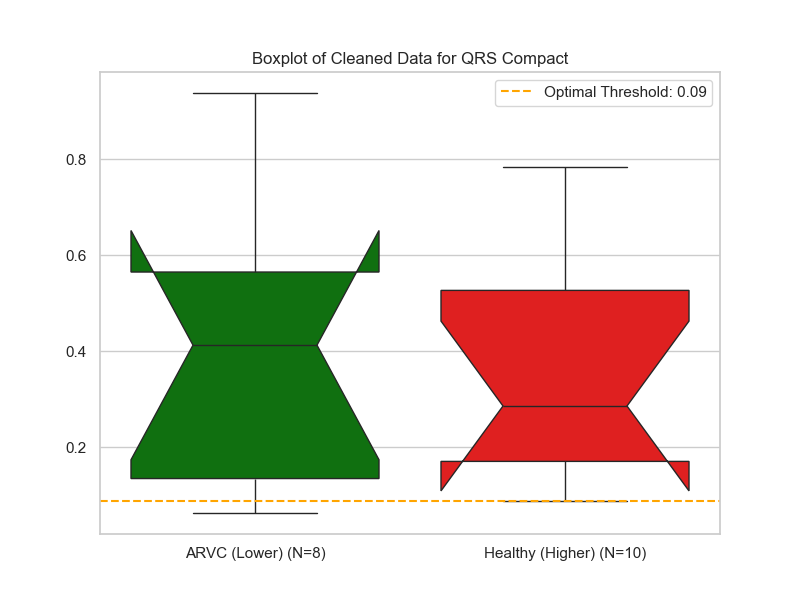 Boxplot of Cleaned Data for QRS Compact
Optimal Threshold: 0.09
0.8
0.6
0.4
0.2
ARVC (Lower) (N=8)
Healthy (Higher) (N=10)